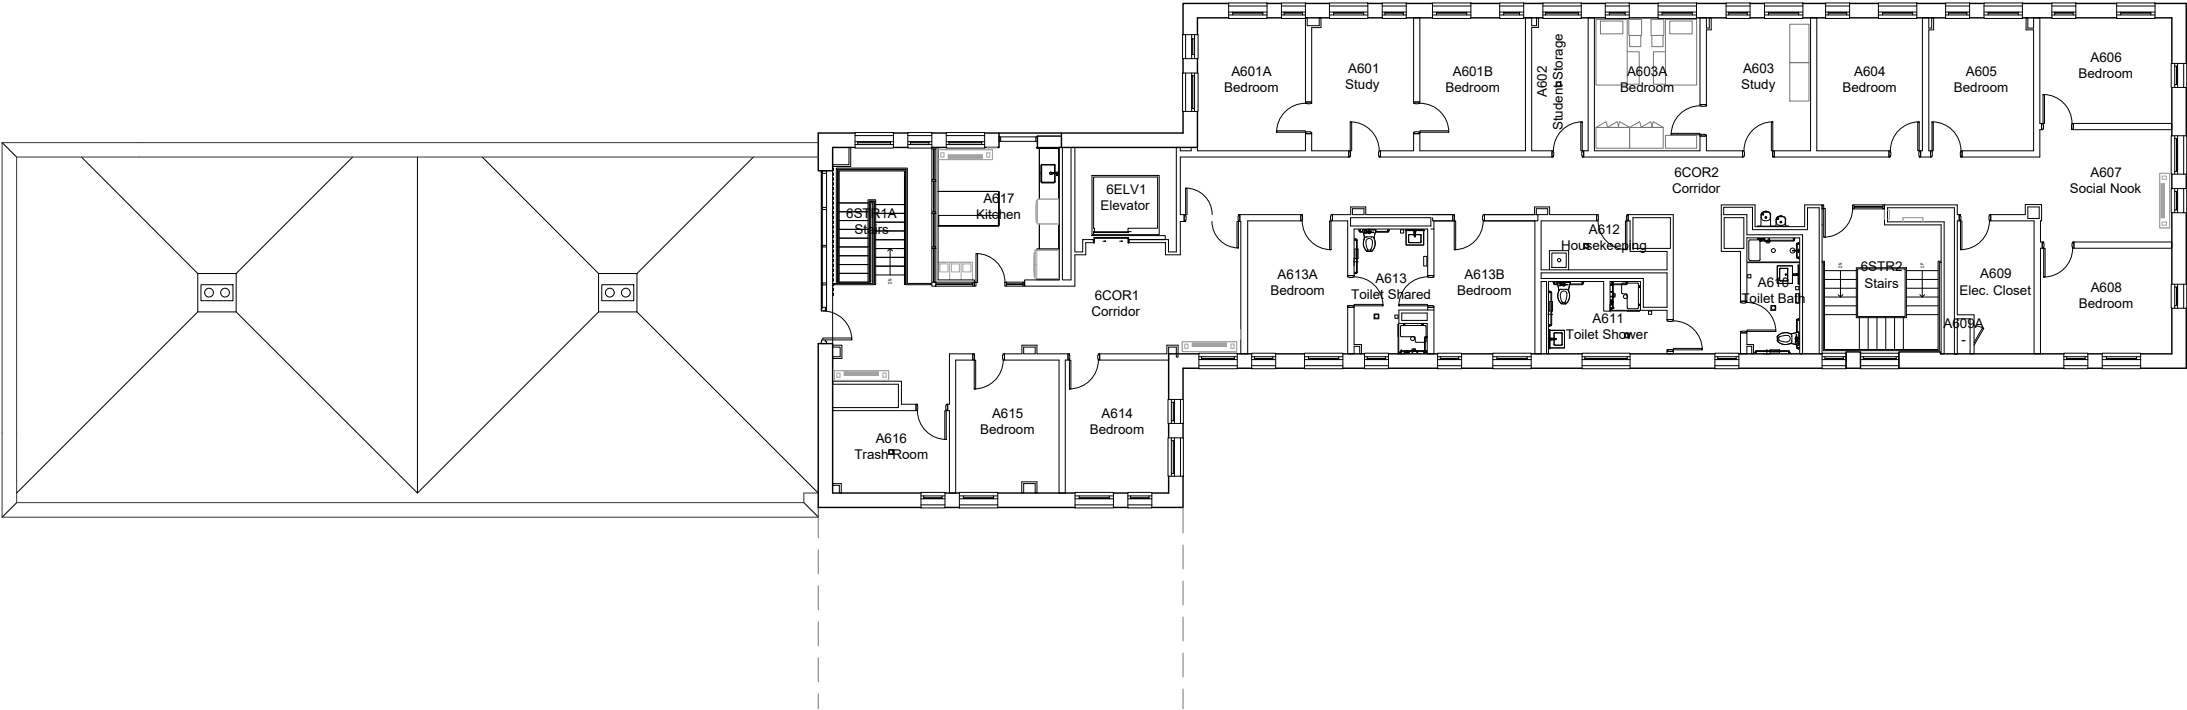 A601A
Bedroom
A601
Study
A601B
Bedroom
A602
Student Storage
A603A
Bedroom
A603
Study
A604
Bedroom
A605
Bedroom
A606
Bedroom
6STR1A
Stairs
A617
Kitchen
6ELV1
Elevator
6COR2
Corridor
A607
Social Nook
A612
Housekeeping
6COR1
Corridor
A613A
Bedroom
A613
Toilet Shared
A613B
Bedroom
A611
Toilet Shower
A610
Toilet Bath
6STR2
Stairs
A609
Elec. Closet
A609A
A608
Bedroom
A616
Trash Room
A615
Bedroom
A614
Bedroom